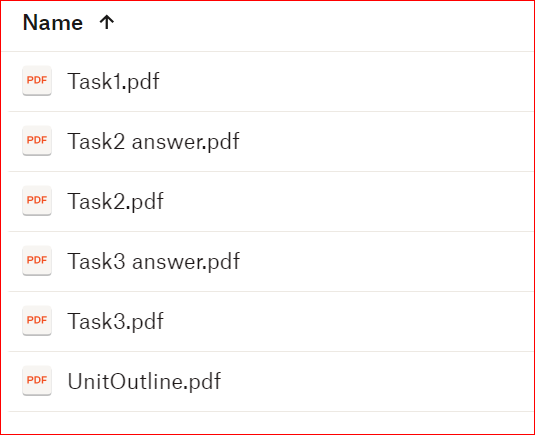 Name ↑
PDF Task1.pdf
PDF Task2 answer.pdf
PDF Task2.pdf
PDF Task3 answer.pdf
PDF Task3.pdf
PDF UnitOutline.pdf